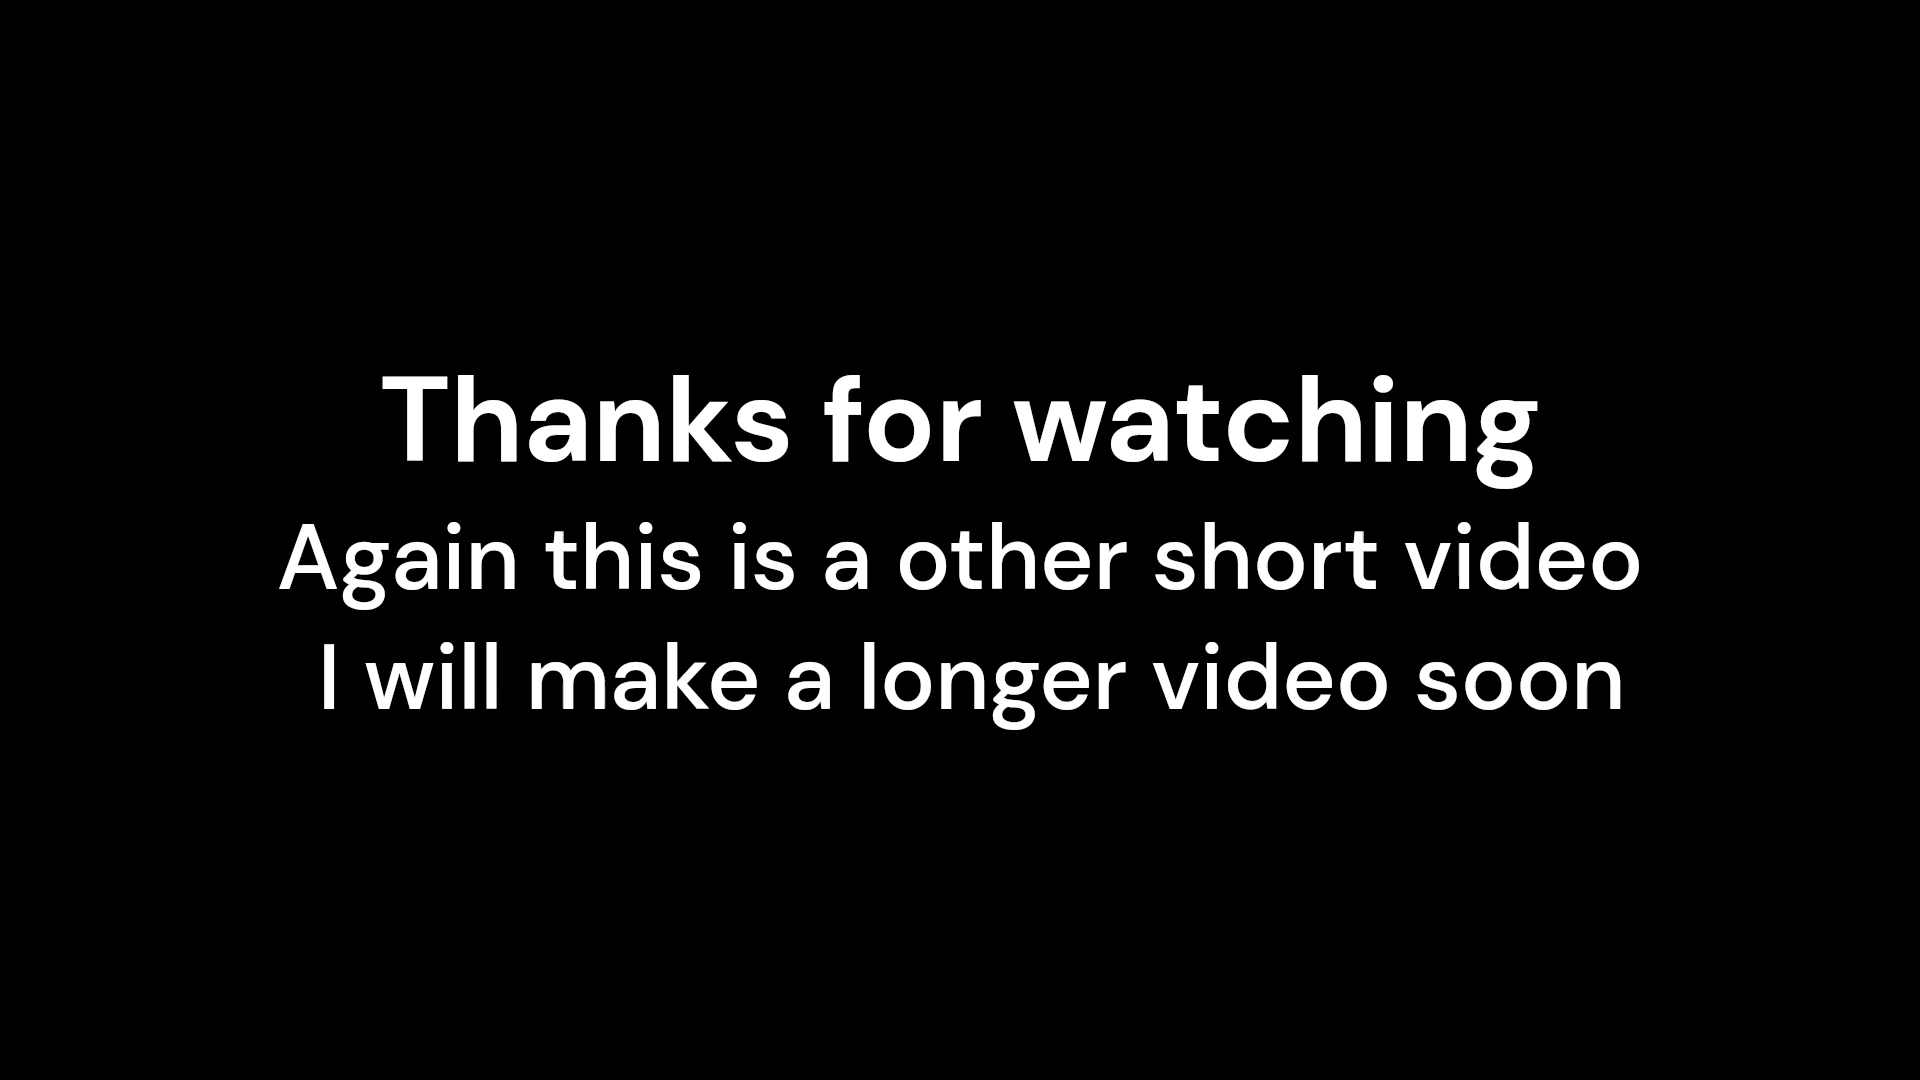 Thanks for watching
Again this is a other short video
I will make a longer video soon